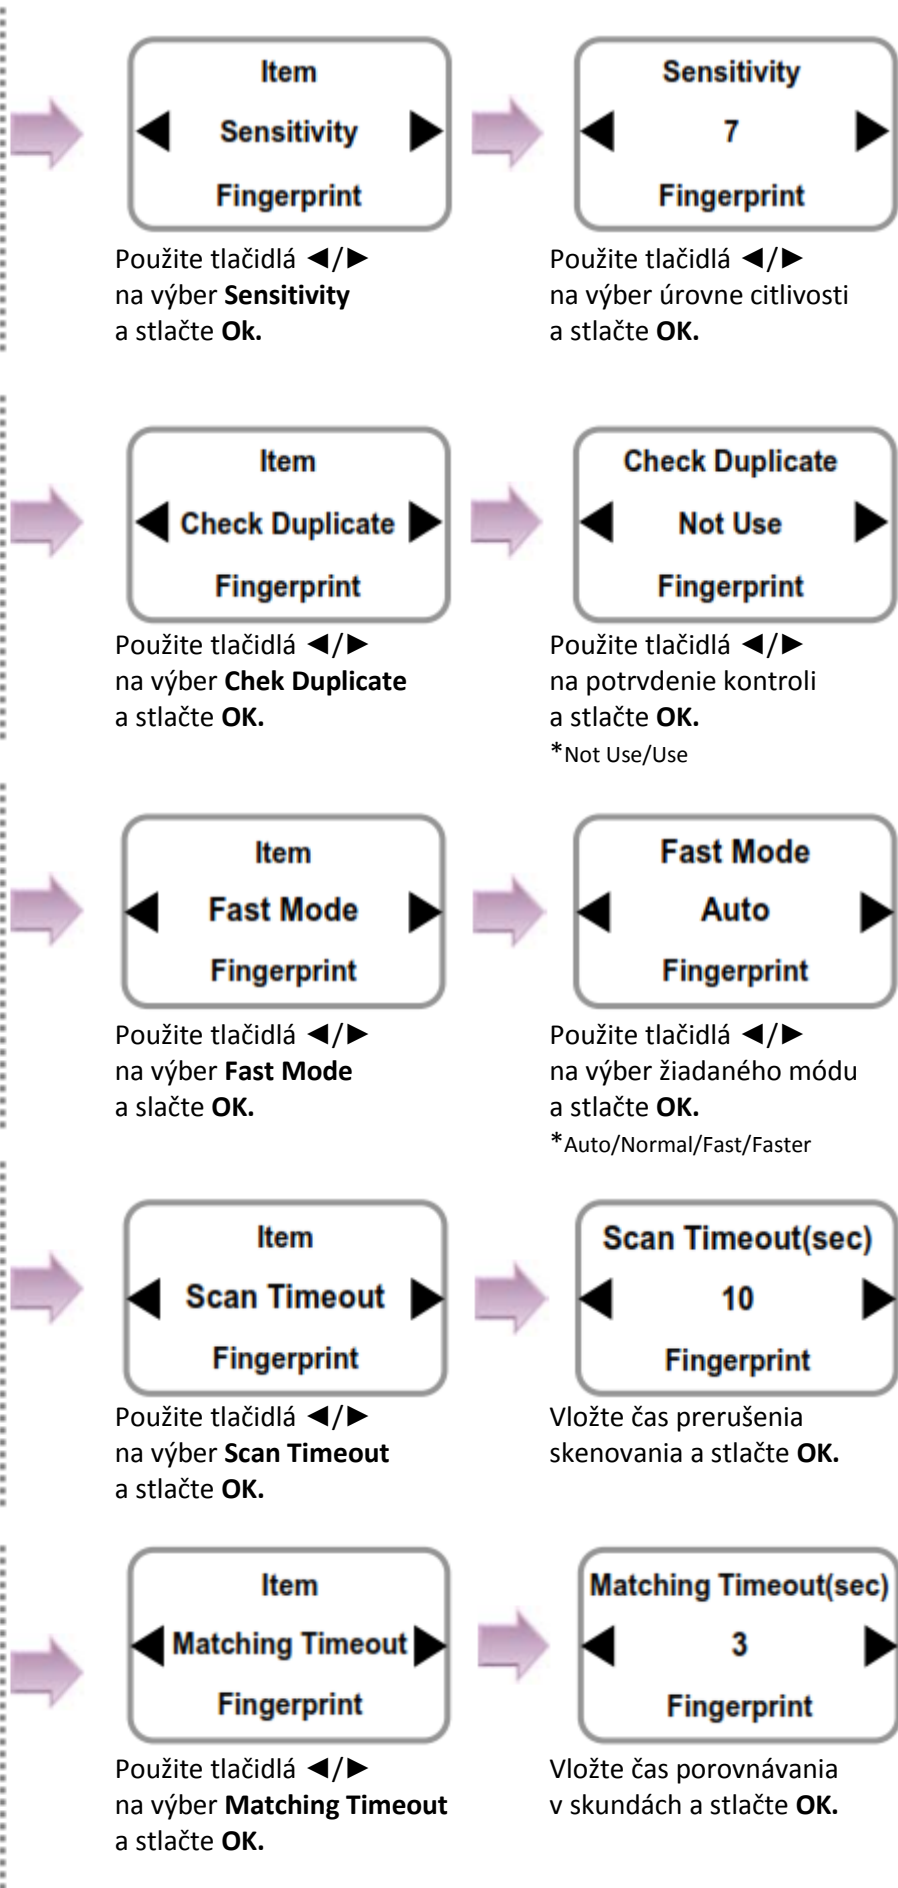 Item
◀ Sensitivity ▶
Fingerprint
Sensitivity
◀ 7 ▶
Fingerprint
Použite tlačidlá ◄/►
na výber Sensitivity
a stlačte Ok.
Použite tlačidlá ◄/►
na výber úrovne citlivosti
a stlačte OK.
Item
◀ Check Duplicate ▶
Fingerprint
Check Duplicate
◀ Not Use ▶
Fingerprint
Použite tlačidlá ◄/►
na výber Chek Duplicate
a stlačte OK.
Použite tlačidlá ◄/►
na potrvdenie kontroli
a stlačte OK.
*Not Use/Use
Item
◀ Fast Mode ▶
Fingerprint
Fast Mode
◀ Auto ▶
Fingerprint
Použite tlačidlá ◄/►
na výber Fast Mode
a slačte OK.
Použite tlačidlá ◄/►
na výber žiadaného módu
a stlačte OK.
*Auto/Normal/Fast/Faster
Item
◀ Scan Timeout ▶
Fingerprint
Scan Timeout(sec)
◀ 10 ▶
Fingerprint
Použite tlačidlá ◄/►
na výber Scan Timeout
a stlačte OK.
Vložte čas prerušenia
skenovania a stlačte OK.
Item
◀ Matching Timeout ▶
Fingerprint
Matching Timeout(sec)
◀ 3 ▶
Fingerprint
Použite tlačidlá ◄/►
na výber Matching Timeout
a stlačte OK.
Vložte čas porovnávania
v skundách a stlačte OK.